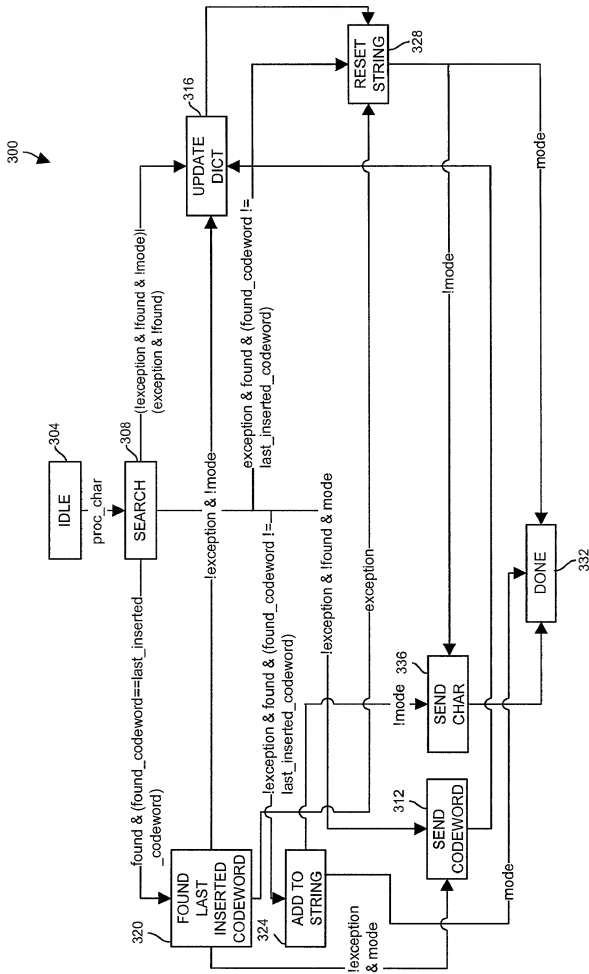 300
IDLE
304
proc_char
SEARCH
308
found & (found_codeword==last_inserted
_codeword)
(!exception & !found & !mode)|
(exception & !found)
UPDATE
DICT
316
FOUND
LAST
INSERTED
CODEWORD
320
!exception & !mode
exception & found & (found_codeword !=
last_inserted_codeword)
!exception & found & (found_codeword !=
last_inserted_codeword)
ADD TO
STRING
324
!exception & !found & mode
exception
RESET
STRING
328
!exception
& mode
!mode
!mode
SEND
CODEWORD
312
SEND
CHAR
336
mode
mode
DONE
332